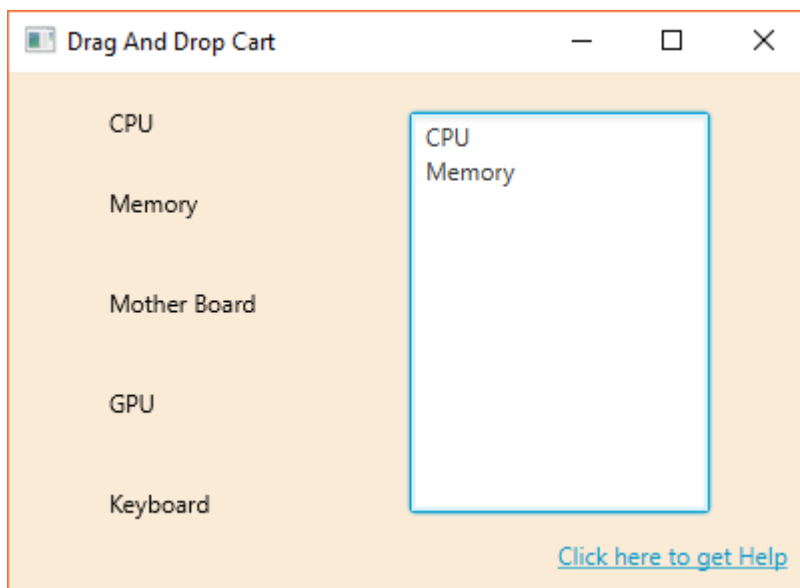 Drag And Drop Cart
CPU
Memory
Mother Board
GPU
Keyboard
CPU
Memory
Click here to get Help